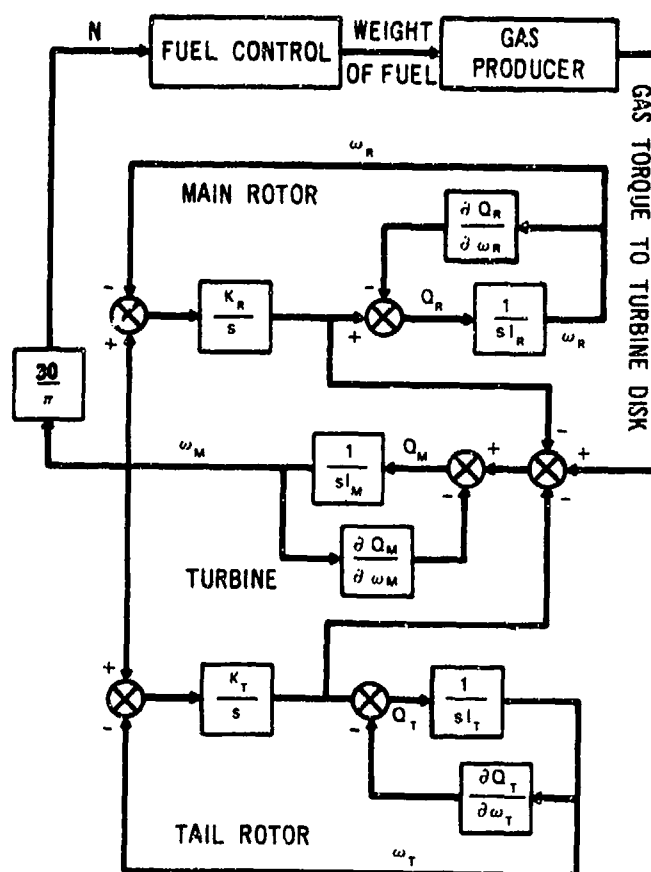 N
FUEL CONTROL
WEIGHT
OF FUEL
GAS
PRODUCER
GAS TORQUE TO TURBINE DISK
ω_R
MAIN ROTOR
∂ Q_R
∂ ω_R
-
-
K_R
s
Q_R
1
sI_R
+
+
ω_R
30
π
-
ω_M
1
sI_M
Q_M
+
+
-
-
∂ Q_M
∂ ω_M
TURBINE
+
K_T
s
1
sI_T
-
-
Q_T
∂Q_T
∂ω_T
TAIL ROTOR
ω_T